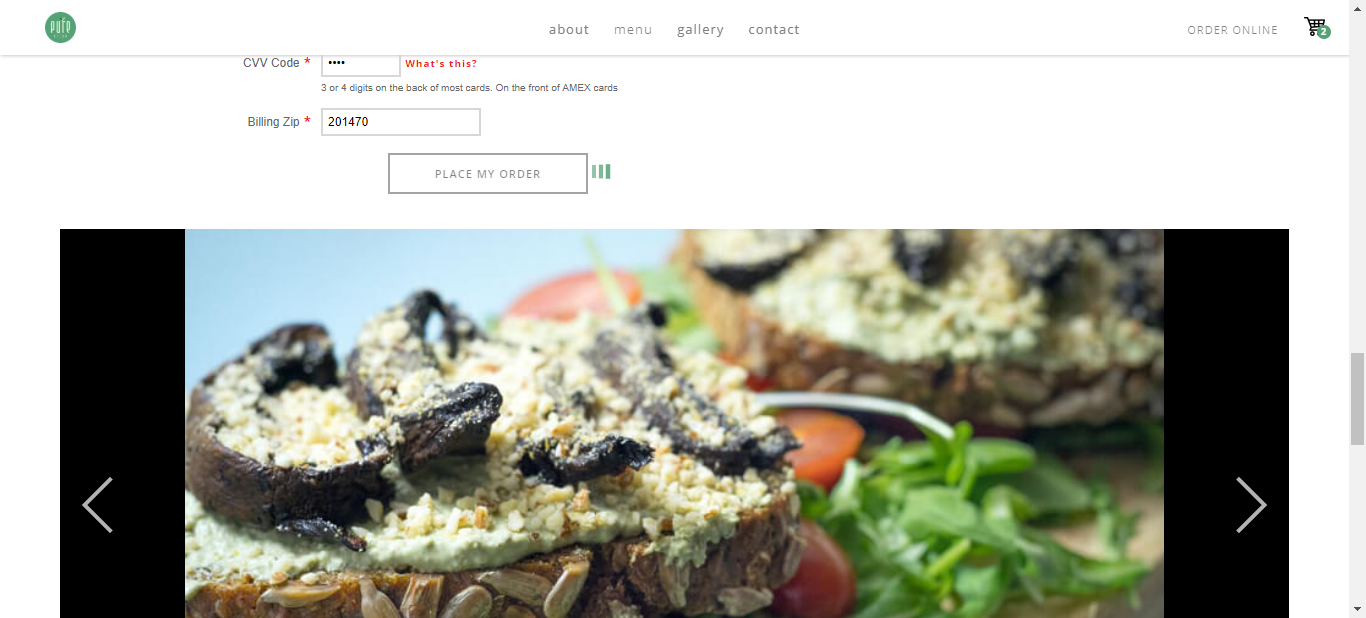 pure
about menu gallery contact
ORDER ONLINE
2
CVV Code * •••• What's this?
3 or 4 digits on the back of most cards. On the front of AMEX cards
Billing Zip * 201470
PLACE MY ORDER